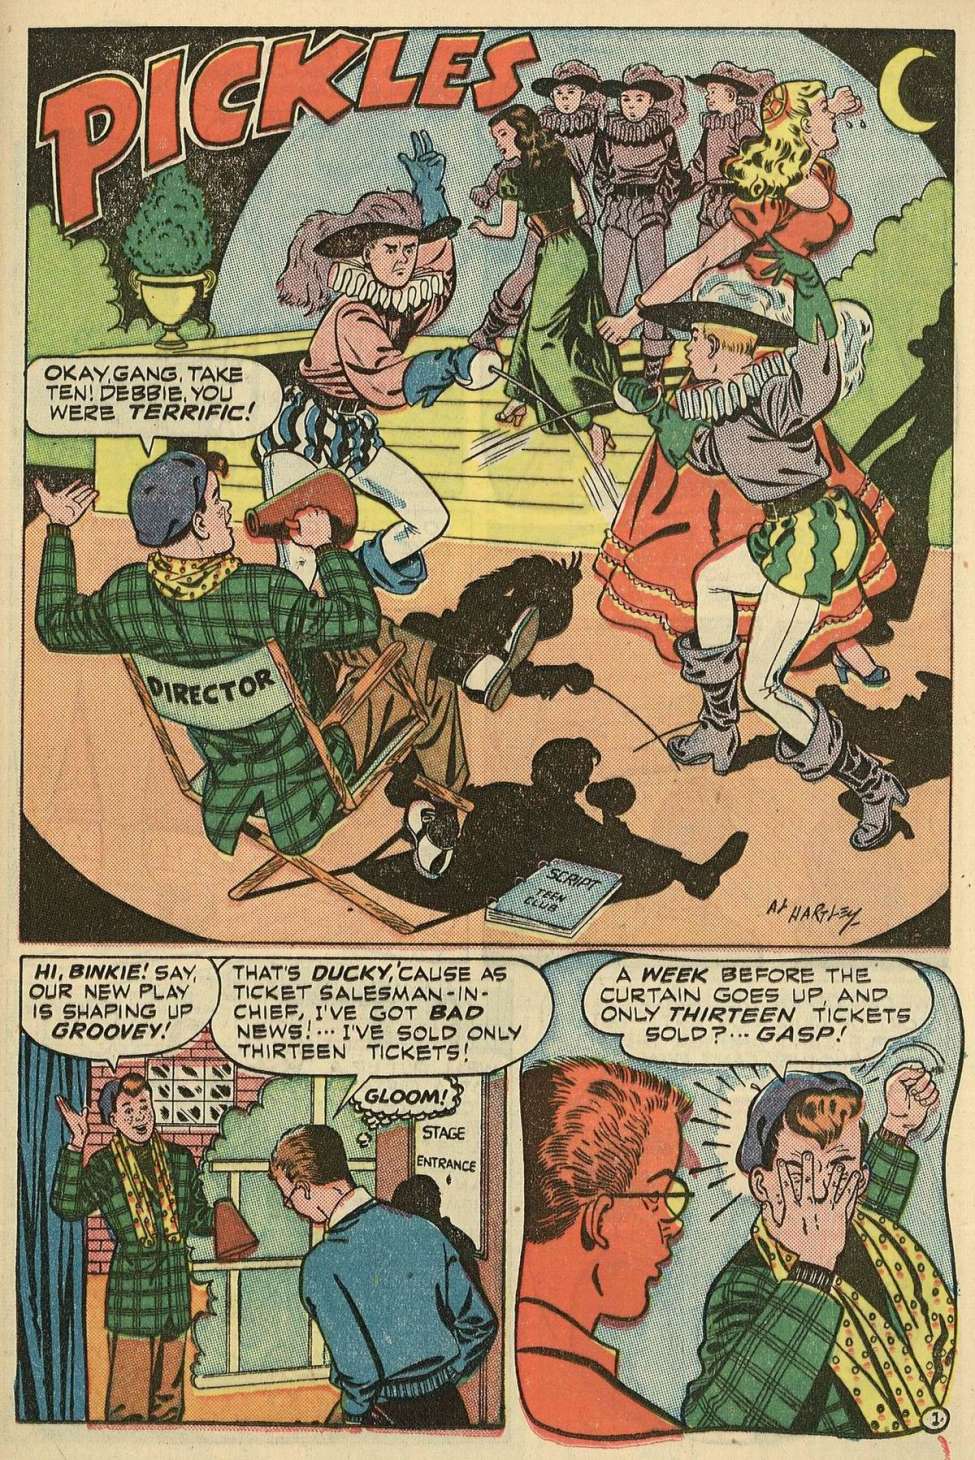 PICKLES
OKAY, GANG, TAKE
TEN! DEBBIE, YOU
WERE TERRIFIC!
DIRECTOR
SCRIPT
TEEN
CLUB
AL HARTLEY
HI, BINKIE! SAY,
OUR NEW PLAY
IS SHAPING UP
GROOVEY!
THAT'S DUCKY, 'CAUSE AS
TICKET SALESMAN-IN-
CHIEF, I'VE GOT BAD
NEWS!... I'VE SOLD ONLY
THIRTEEN TICKETS!
GLOOM!
STAGE
ENTRANCE
A WEEK BEFORE THE
CURTAIN GOES UP, AND
ONLY THIRTEEN TICKETS
SOLD?... GASP!
1